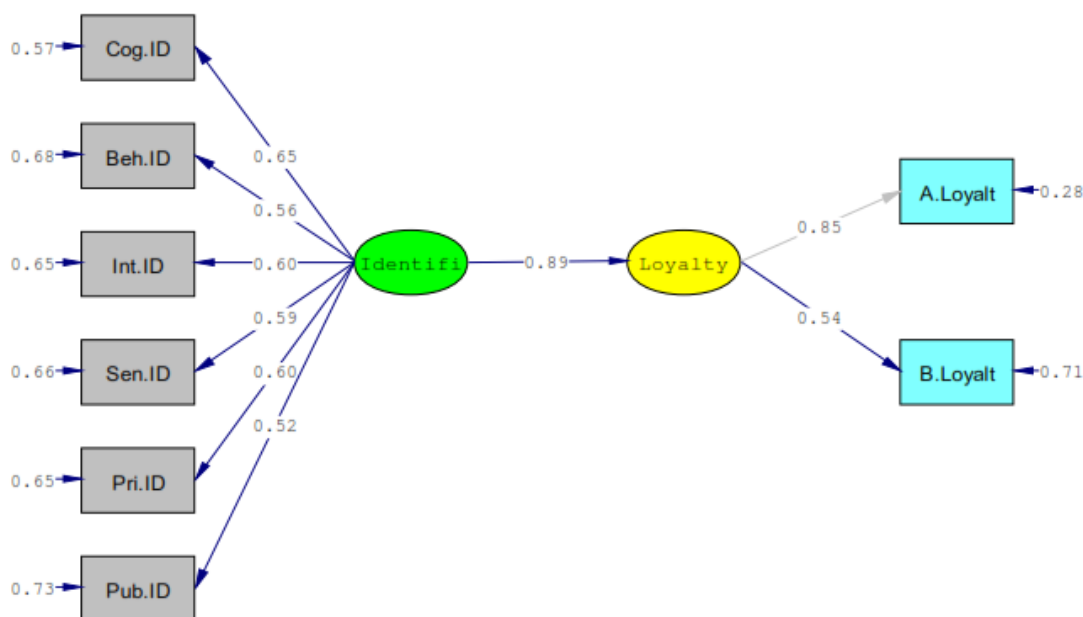 0.57
Cog.ID
0.68
Beh.ID
0.65
Int.ID
0.66
Sen.ID
0.65
Pri.ID
0.73
Pub.ID
0.65
0.56
0.60
0.59
0.60
0.52
Identifi
0.89
Loyalty
0.85
0.54
A.Loyalt
0.28
B.Loyalt
0.71